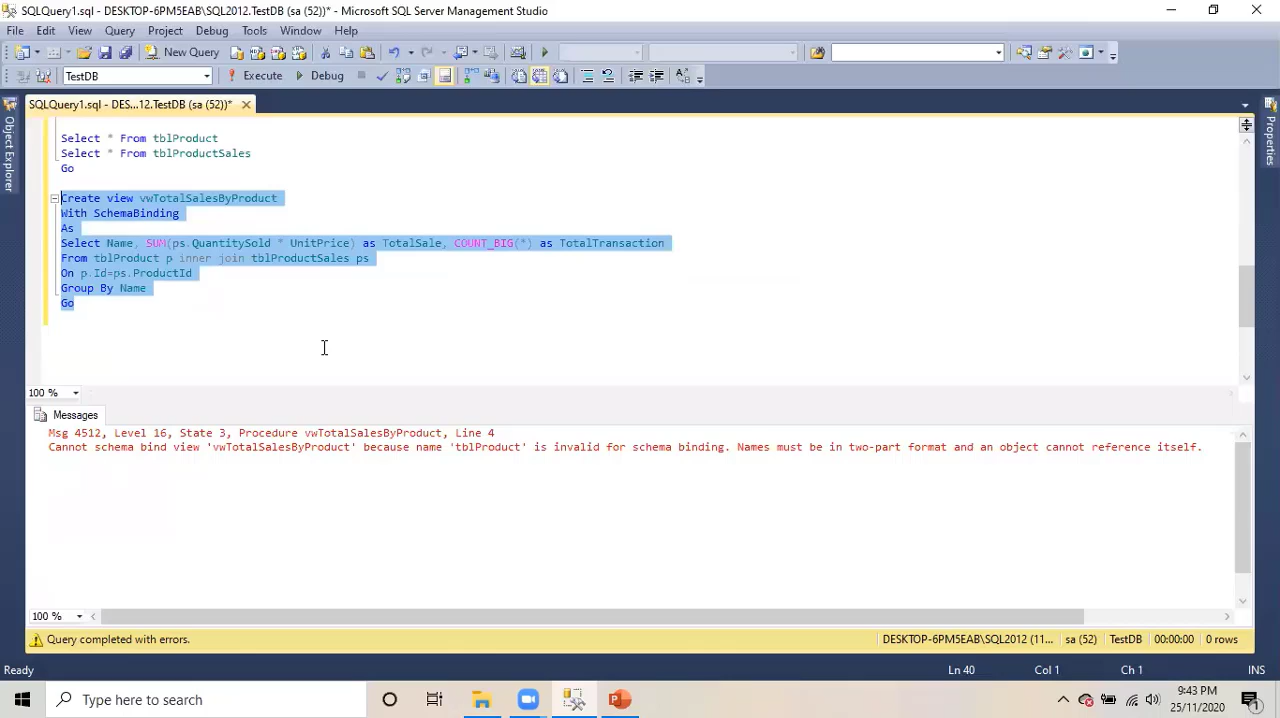 SQLQuery1.sql - DESKTOP-6PM5EAB\SQL2012.TestDB (sa (52))* - Microsoft SQL Server Management Studio
File Edit View Query Project Debug Tools Window Help
New Query
TestDB Execute Debug
SQLQuery1.sql - DES...12.TestDB (sa (52))*
Object Explorer
Properties
Select * From tblProduct
Select * From tblProductSales
Go
Create view vwTotalSalesByProduct
With SchemaBinding
As
Select Name, SUM(ps.QuantitySold * UnitPrice) as TotalSale, COUNT_BIG(*) as TotalTransaction
From tblProduct p inner join tblProductSales ps
On p.Id=ps.ProductId
Group By Name
Go
100 %
Messages
Msg 4512, Level 16, State 3, Procedure vwTotalSalesByProduct, Line 4
Cannot schema bind view 'vwTotalSalesByProduct' because name 'tblProduct' is invalid for schema binding. Names must be in two-part format and an object cannot reference itself.
100 %
Query completed with errors. DESKTOP-6PM5EAB\SQL2012 (11... sa (52) TestDB 00:00:00 0 rows
Ready Ln 40 Col 1 Ch 1 INS
Type here to search
9:43 PM
25/11/2020